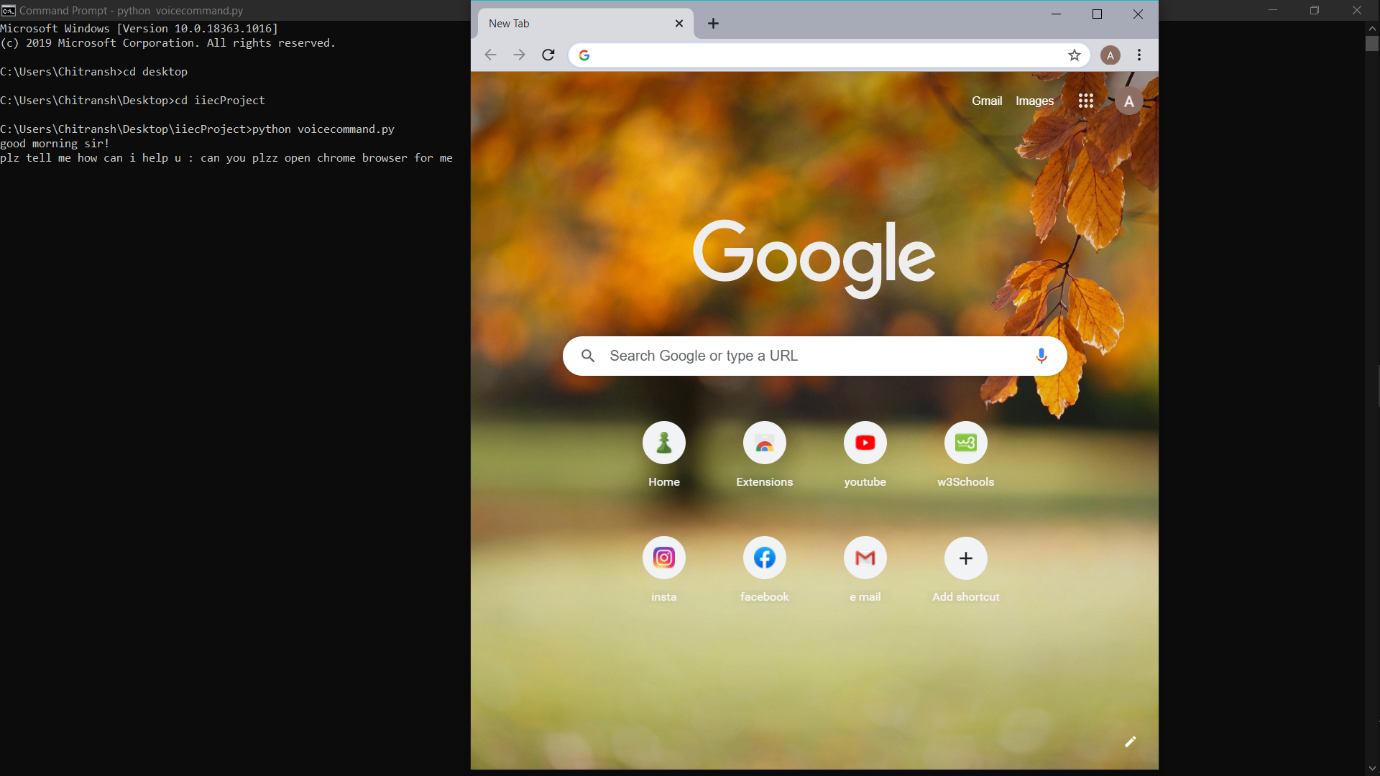 Command Prompt - python  voicecommand.py
Microsoft Windows [Version 10.0.18363.1016]
(c) 2019 Microsoft Corporation. All rights reserved.
C:\Users\Chitransh>cd desktop
C:\Users\Chitransh\Desktop>cd iiecProject
C:\Users\Chitransh\Desktop\iiecProject>python voicecommand.py
good morning sir!
plz tell me how can i help u : can you plzz open chrome browser for me
New Tab
A
Gmail Images A
Google
Search Google or type a URL
Home Extensions youtube w3Schools
insta facebook e mail Add shortcut